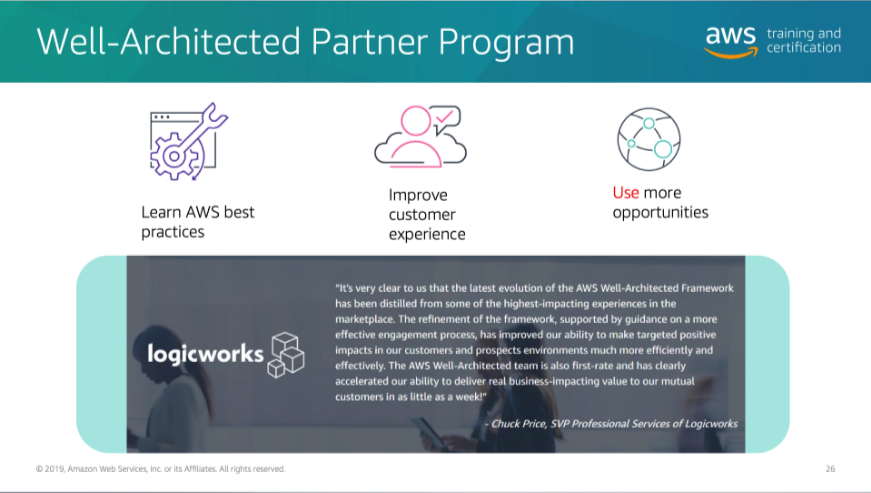 Well-Architected Partner Program
aws training and
certification
Learn AWS best
practices
Improve
customer
experience
Use more
opportunities
logicworks
"It's very clear to us that the latest evolution of the AWS Well-Architected Framework
has been distilled from some of the highest-impacting experiences in the
marketplace. The refinement of the framework, supported by guidance on a more
effective engagement process, has improved our ability to make targeted positive
impacts in our customers and prospects environments much more efficiently and
effectively. The AWS Well-Architected team is also first-rate and has clearly
accelerated our ability to deliver real business-impacting value to our mutual
customers in as little as a week!"
- Chuck Price, SVP Professional Services of Logicworks
© 2019, Amazon Web Services, Inc. or its Affiliates. All rights reserved.
26